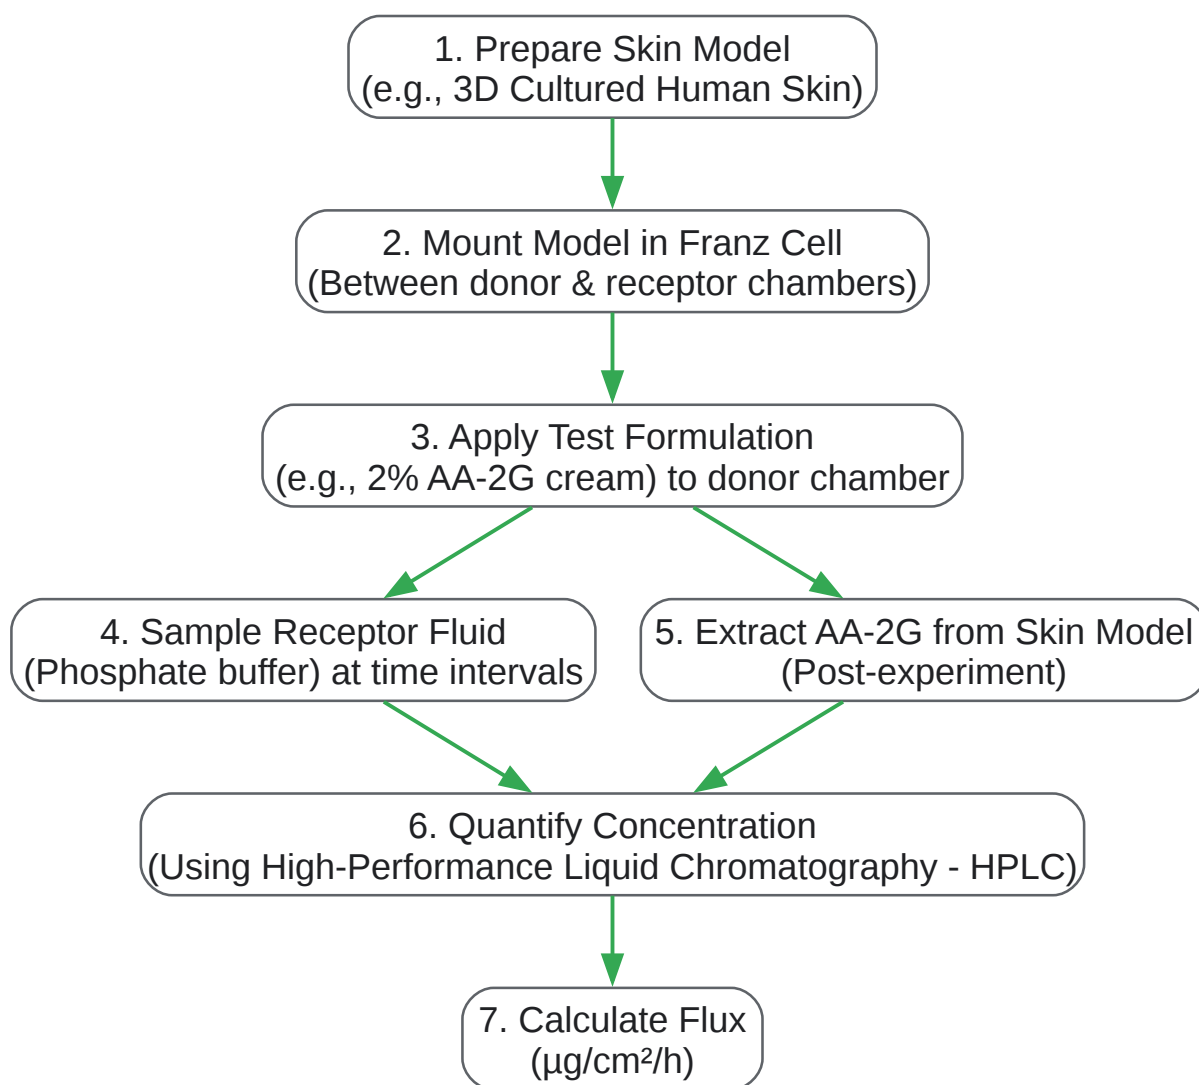 1. Prepare Skin Model
(e.g., 3D Cultured Human Skin)
2. Mount Model in Franz Cell
(Between donor & receptor chambers)
3. Apply Test Formulation
(e.g., 2% AA-2G cream) to donor chamber
4. Sample Receptor Fluid
(Phosphate buffer) at time intervals
5. Extract AA-2G from Skin Model
(Post-experiment)
6. Quantify Concentration
(Using High-Performance Liquid Chromatography - HPLC)
7. Calculate Flux
(µg/cm²/h)